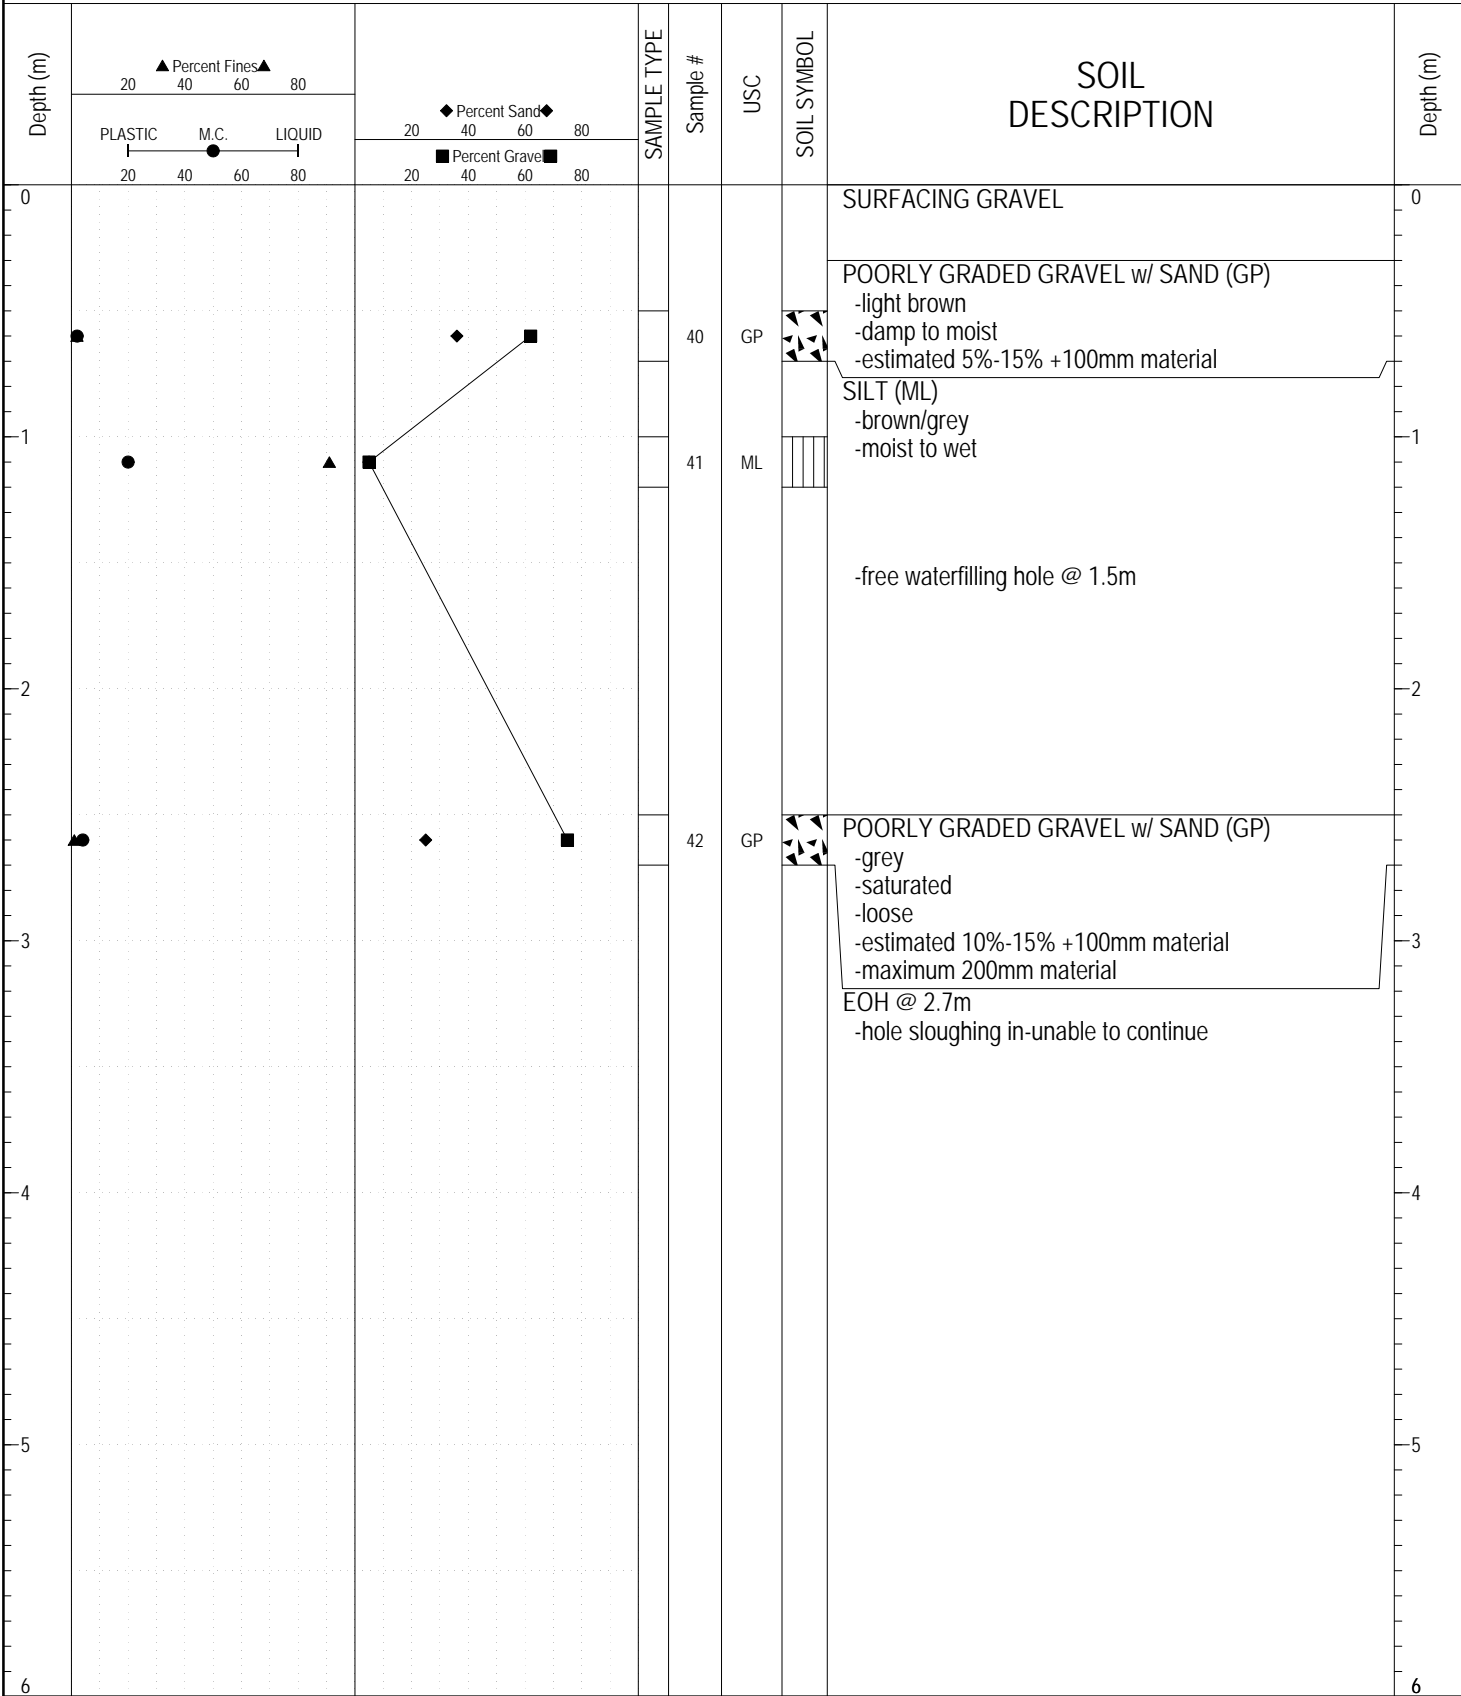 Depth (m)
▲ Percent Fines ▲
20 40 60 80
PLASTIC M.C. LIQUID
20 40 60 80
◆ Percent Sand ◆
20 40 60 80
■ Percent Gravel ■
20 40 60 80
SAMPLE TYPE
Sample #
USC
SOIL SYMBOL
SOIL
DESCRIPTION
Depth (m)
0 SURFACING GRAVEL 0
POORLY GRADED GRAVEL w/ SAND (GP)
-light brown
-damp to moist
40 GP
-estimated 5%-15% +100mm material
SILT (ML)
-brown/grey
1 -moist to wet 1
41 ML
-free waterfilling hole @ 1.5m
2 2
POORLY GRADED GRAVEL w/ SAND (GP)
42 GP
-grey
-saturated
-loose
3 -estimated 10%-15% +100mm material 3
-maximum 200mm material
EOH @ 2.7m
-hole sloughing in-unable to continue
4 4
5 5
6 6